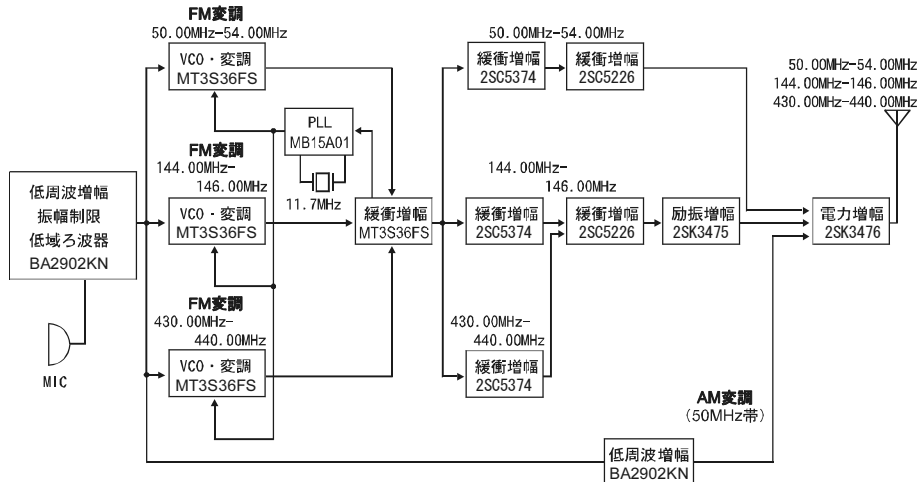 FM変調
50.00MHz-54.00MHz
VCO・変調
MT3S36FS
PLL
MB15A01
11.7MHz
FM変調
144.00MHz-
146.00MHz
VCO・変調
MT3S36FS
FM変調
430.00MHz-
440.00MHz
VCO・変調
MT3S36FS
低周波増幅
振幅制限
低域ろ波器
BA2902KN
MIC
緩衝増幅
MT3S36FS
50.00MHz-54.00MHz
緩衝増幅
2SC5374
緩衝増幅
2SC5226
144.00MHz-
146.00MHz
緩衝増幅
2SC5374
緩衝増幅
2SC5226
励振増幅
2SK3475
430.00MHz-
440.00MHz
緩衝増幅
2SC5374
50.00MHz-54.00MHz
144.00MHz-146.00MHz
430.00MHz-440.00MHz
電力増幅
2SK3476
AM変調
(50MHz帯)
低周波増幅
BA2902KN